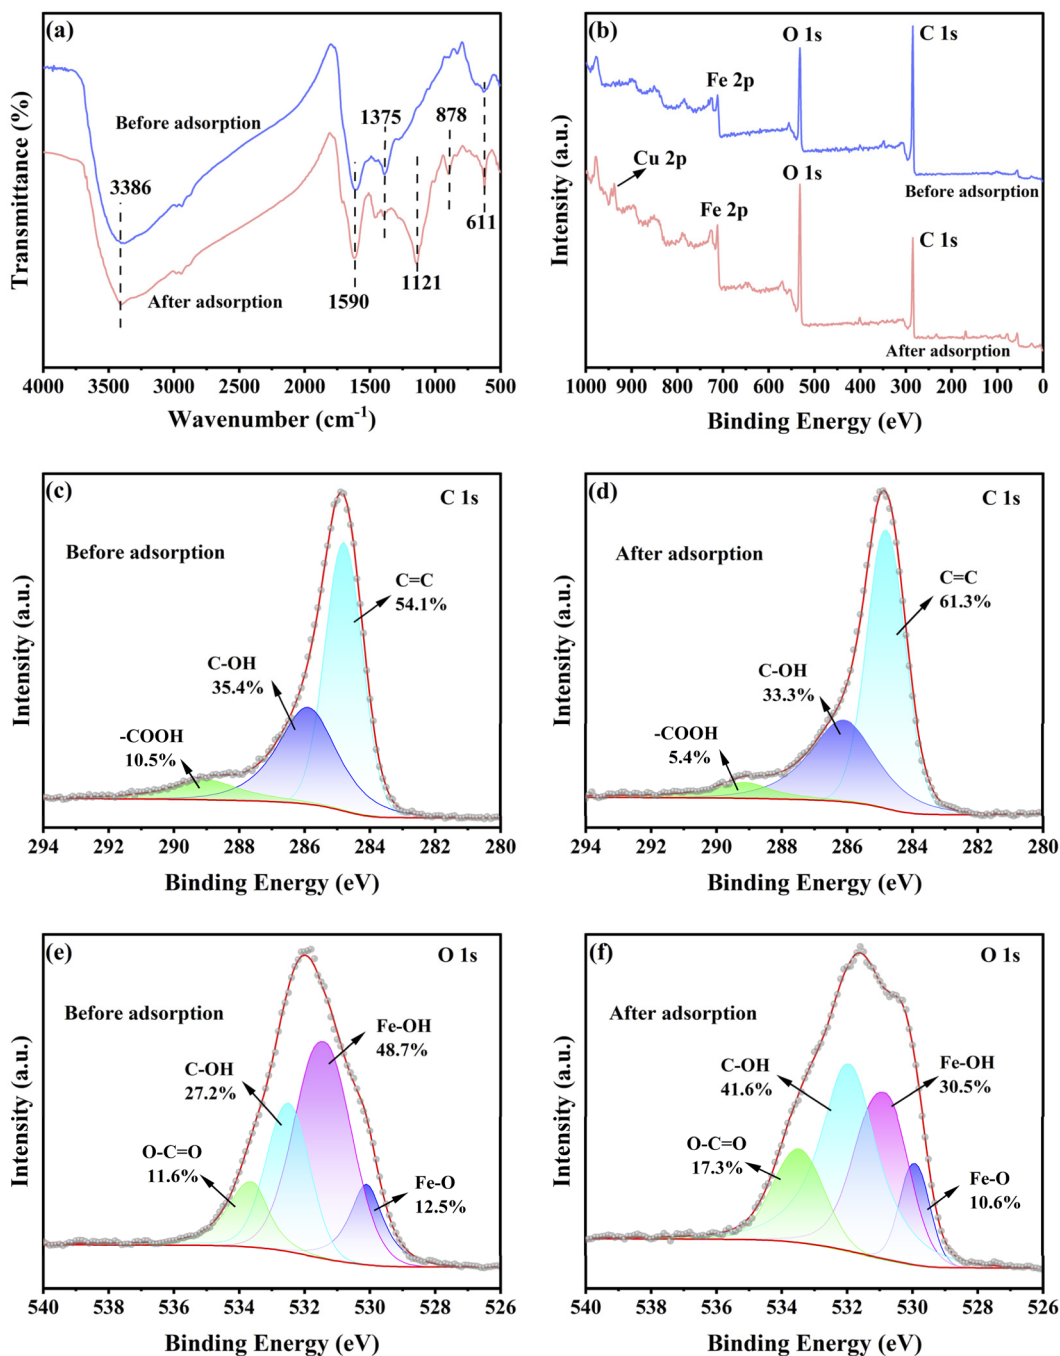 (a)
Before adsorption
1375
878
3386
611
1590
1121
After adsorption
Transmittance (%)
4000 3500 3000 2500 2000 1500 1000 500
Wavenumber (cm⁻¹)
(b)
O 1s
C 1s
Fe 2p
Before adsorption
Cu 2p
O 1s
Fe 2p
C 1s
After adsorption
Intensity (a.u.)
1000 900 800 700 600 500 400 300 200 100 0
Binding Energy (eV)
(c)
C 1s
Before adsorption
C=C
54.1%
C-OH
35.4%
-COOH
10.5%
Intensity (a.u.)
294 292 290 288 286 284 282 280
Binding Energy (eV)
(d)
C 1s
After adsorption
C=C
61.3%
C-OH
33.3%
-COOH
5.4%
Intensity (a.u.)
294 292 290 288 286 284 282 280
Binding Energy (eV)
(e)
O 1s
Before adsorption
Fe-OH
48.7%
C-OH
27.2%
O-C=O
11.6%
Fe-O
12.5%
Intensity (a.u.)
540 538 536 534 532 530 528 526
Binding Energy (eV)
(f)
O 1s
After adsorption
C-OH
41.6%
Fe-OH
30.5%
O-C=O
17.3%
Fe-O
10.6%
Intensity (a.u.)
540 538 536 534 532 530 528 526
Binding Energy (eV)